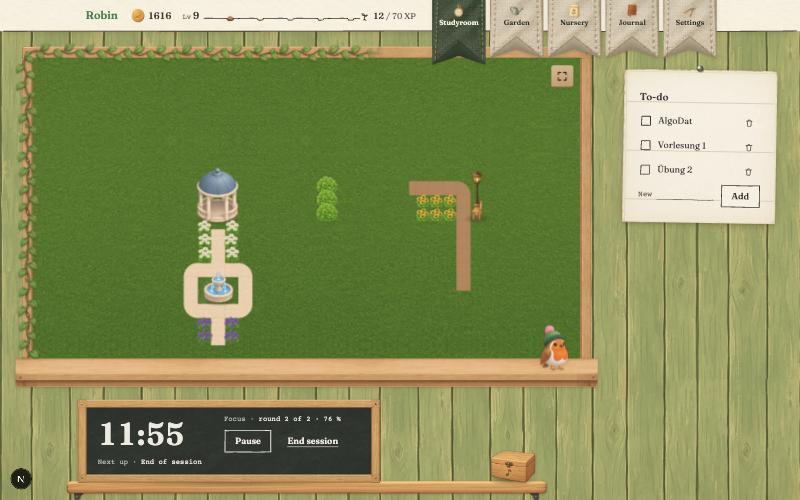 Robin 1616 Lv 9 12 / 70 XP
Studyroom Garden Nursery Journal Settings
To-do
AlgoDat
Vorlesung 1
Übung 2
New Add
11:55
Focus · round 2 of 2 · 76 %
Pause End session
Next up · End of session
N